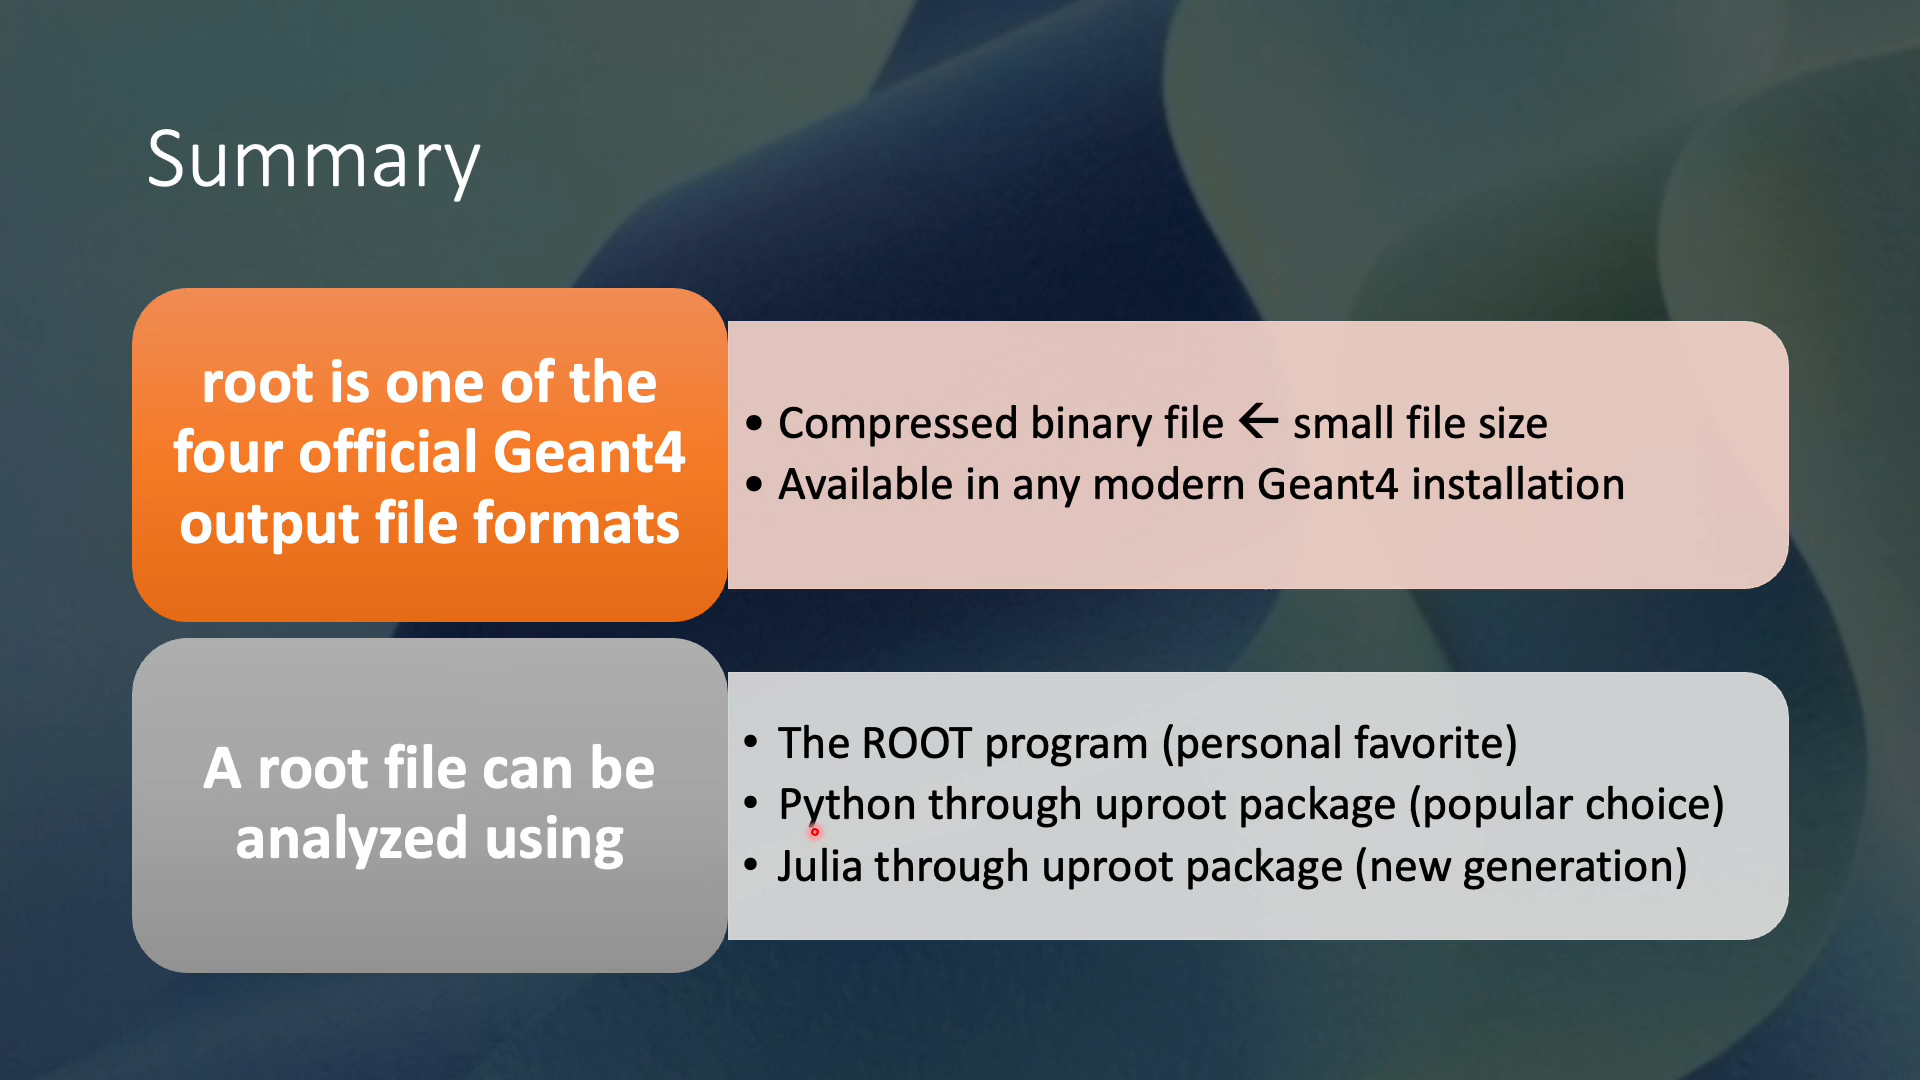 Summary
root is one of the
four official Geant4
output file formats
• Compressed binary file ← small file size
• Available in any modern Geant4 installation
A root file can be
analyzed using
• The ROOT program (personal favorite)
• Python through uproot package (popular choice)
• Julia through uproot package (new generation)